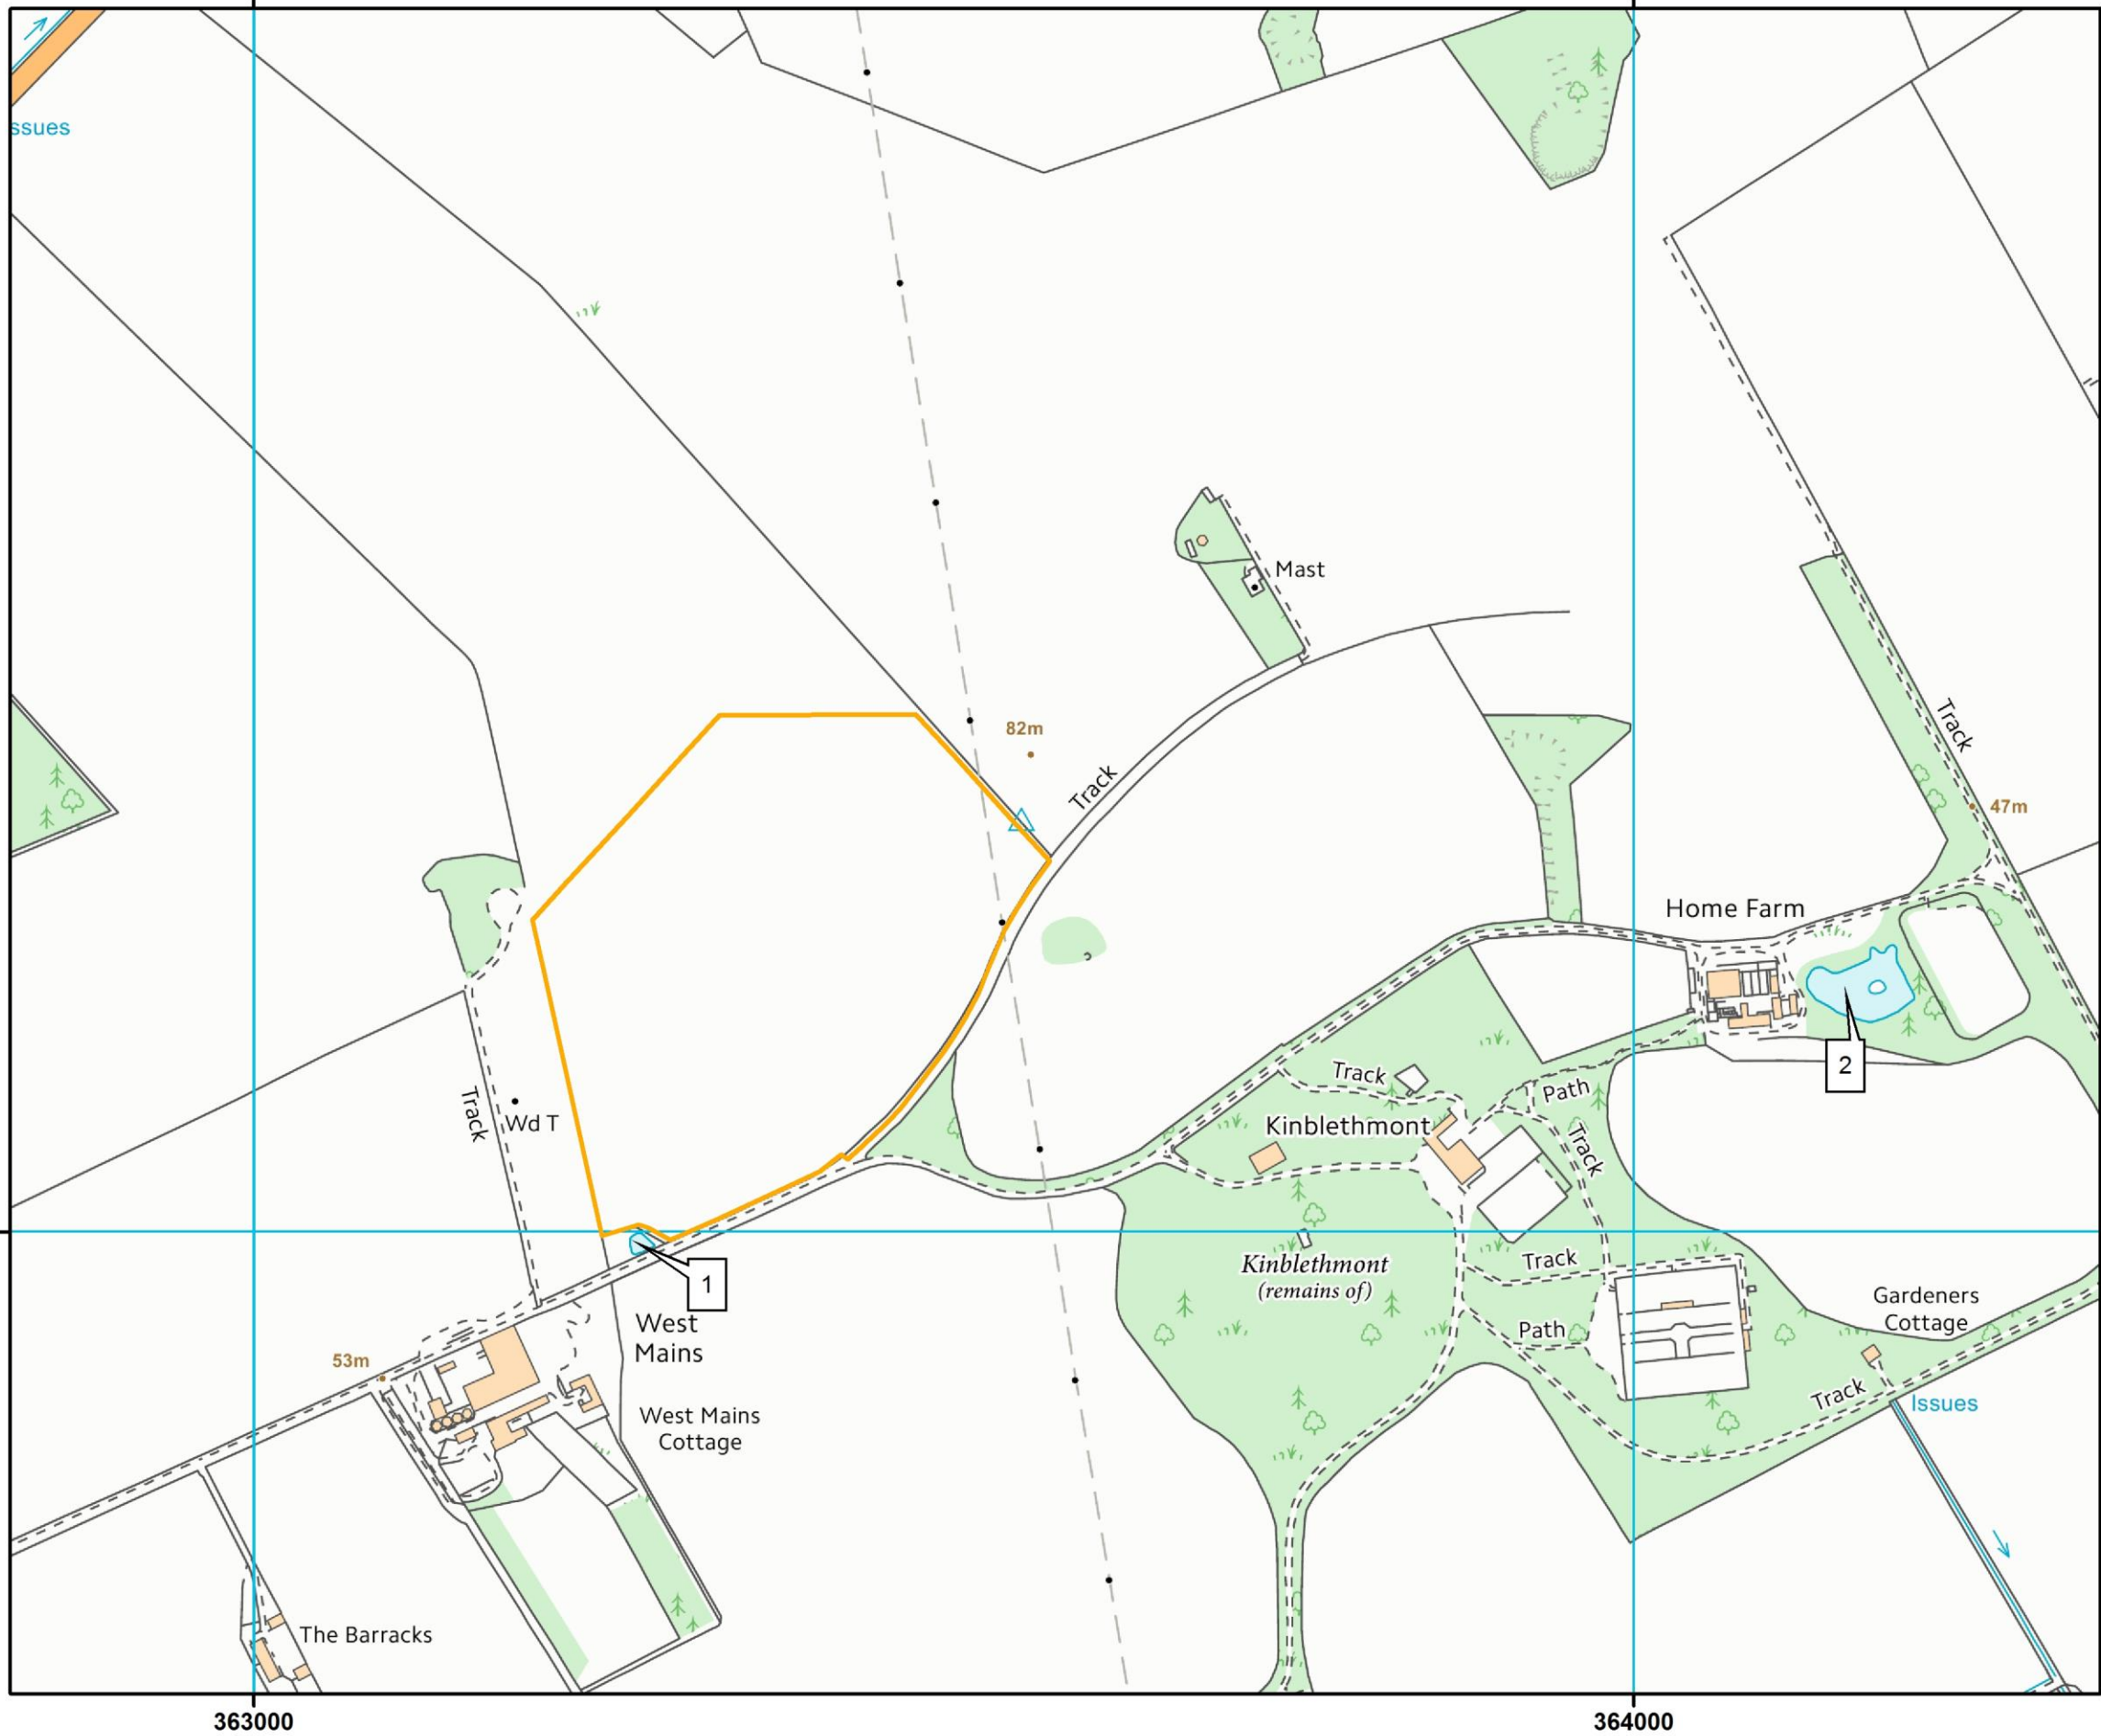 ssues
Mast
82m
Track
Track
47m
Home Farm
2
Track
Path
Track
Wd T
Kinblethmont
Track
1
Kinblethmont
(remains of)
Track
Gardeners
Cottage
West
Mains
Path
53m
Track
Issues
West Mains
Cottage
The Barracks
363000
364000